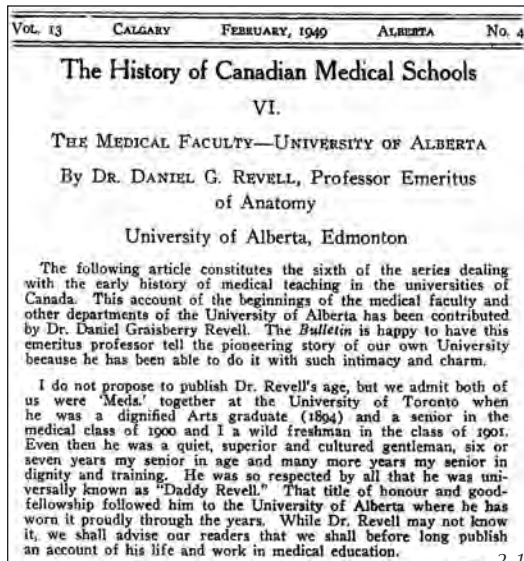 VOL. 13 CALGARY FEBRUARY, 1949 ALBERTA No. 4
The History of Canadian Medical Schools
VI.
THE MEDICAL FACULTY—UNIVERSITY OF ALBERTA
By DR. DANIEL G. REVELL, Professor Emeritus
of Anatomy
University of Alberta, Edmonton
The following article constitutes the sixth of the series dealing
with the early history of medical teaching in the universities of
Canada. This account of the beginnings of the medical faculty and
other departments of the University of Alberta has been contributed
by Dr. Daniel Graisberry Revell. The Bulletin is happy to have this
emeritus professor tell the pioneering story of our own University
because he has been able to do it with such intimacy and charm.
I do not propose to publish Dr. Revell's age, but we admit both of
us were 'Meds.' together at the University of Toronto when
he was a dignified Arts graduate (1894) and a senior in the
medical class of 1900 and I a wild freshman in the class of 1901.
Even then he was a quiet, superior and cultured gentleman, six or
seven years my senior in age and many more years my senior in
dignity and training. He was so respected by all that he was uni-
versally known as "Daddy Revell." That title of honour and good-
fellowship followed him to the University of Alberta where he has
worn it proudly through the years. While Dr. Revell may not know
it, we shall advise our readers that we shall before long publish
an account of his life and work in medical education.
2.1